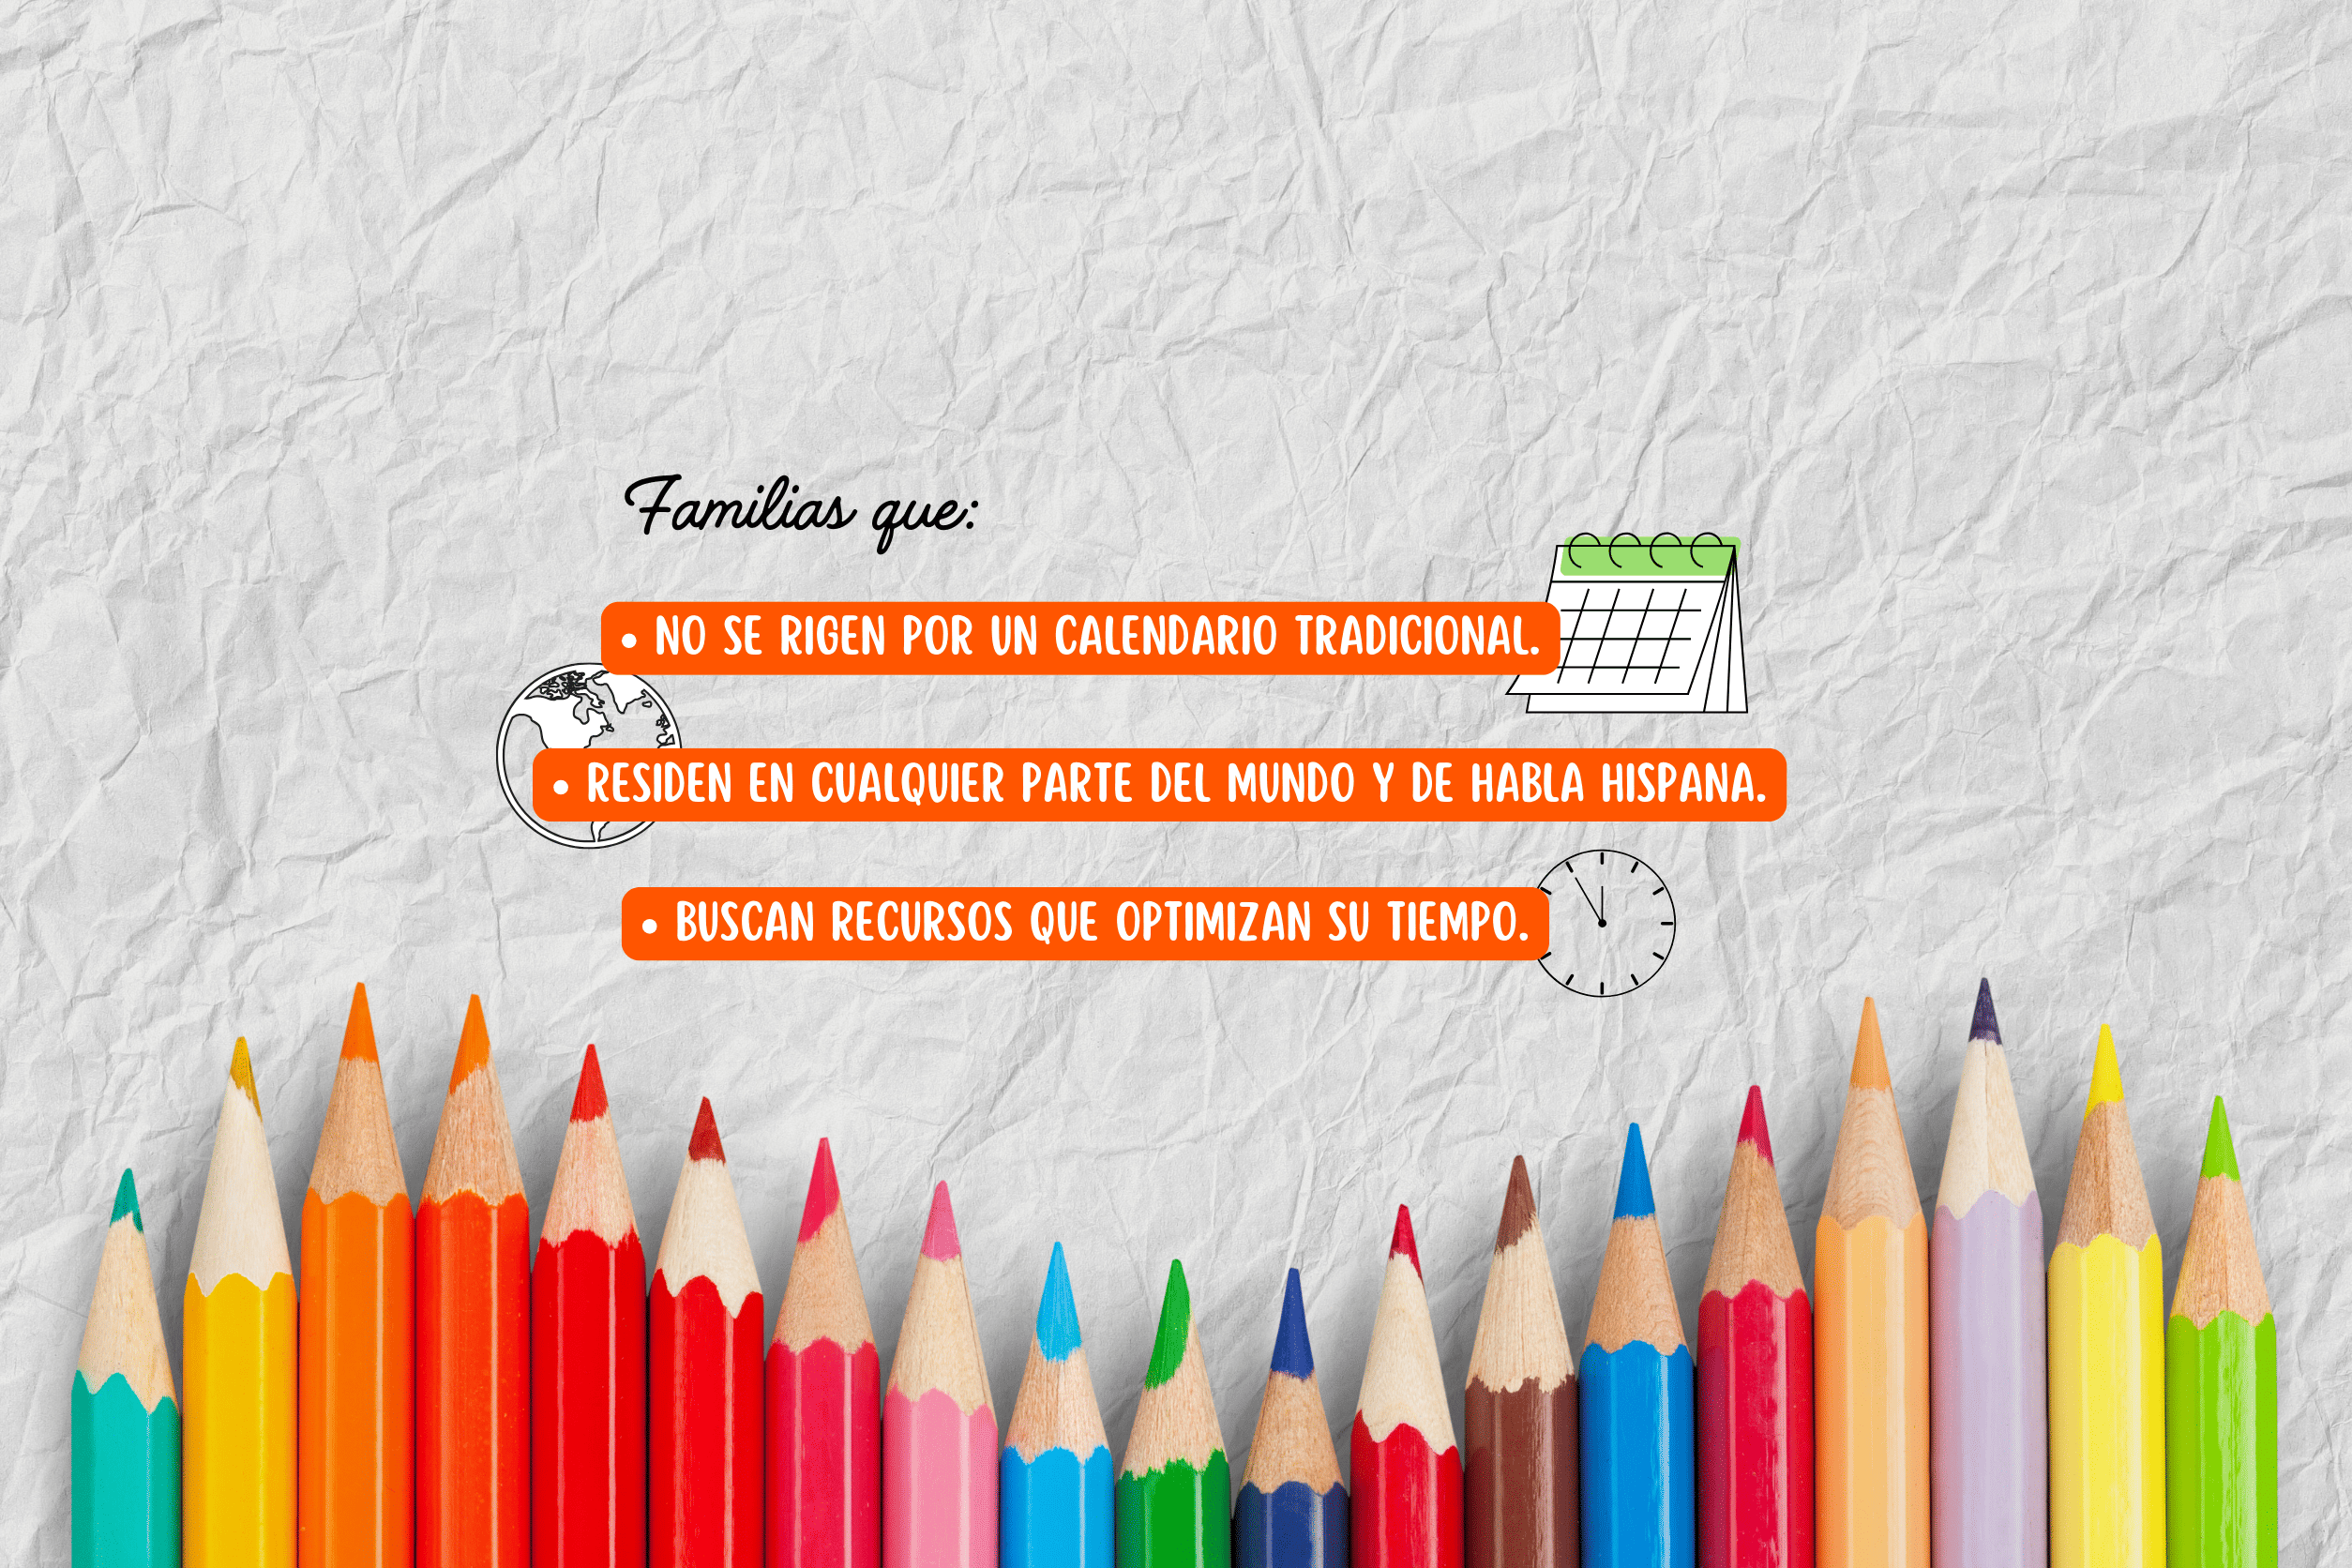 Familias que:
• NO SE RIGEN POR UN CALENDARIO TRADICIONAL.
• RESIDEN EN CUALQUIER PARTE DEL MUNDO Y DE HABLA HISPANA.
• BUSCAN RECURSOS QUE OPTIMIZAN SU TIEMPO.